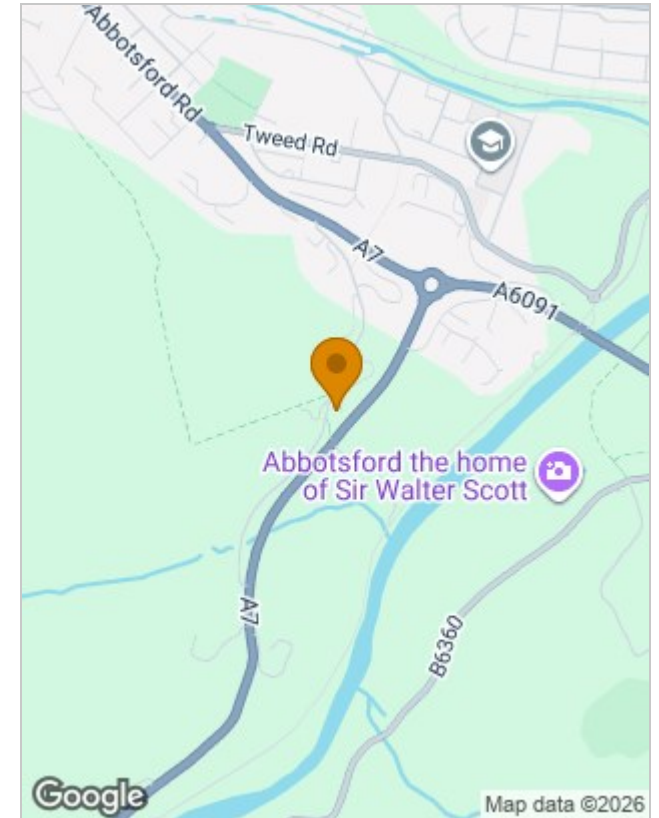 Abbotsford Rd
Tweed Rd
A7
A6091
Abbotsford the home
of Sir Walter Scott
A7
B6360
Google
Map data ©2026